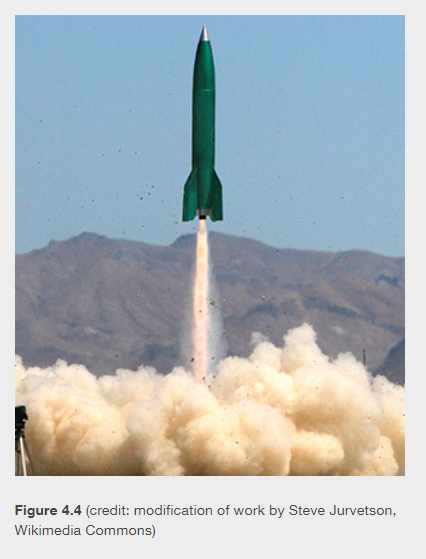 Figure 4.4 (credit: modification of work by Steve Jurvetson,
Wikimedia Commons)